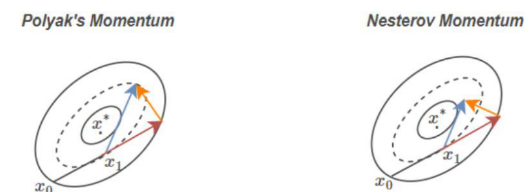 Polyak's Momentum
Nesterov Momentum
x*
x₁
x₀
x*
x₁
x₀